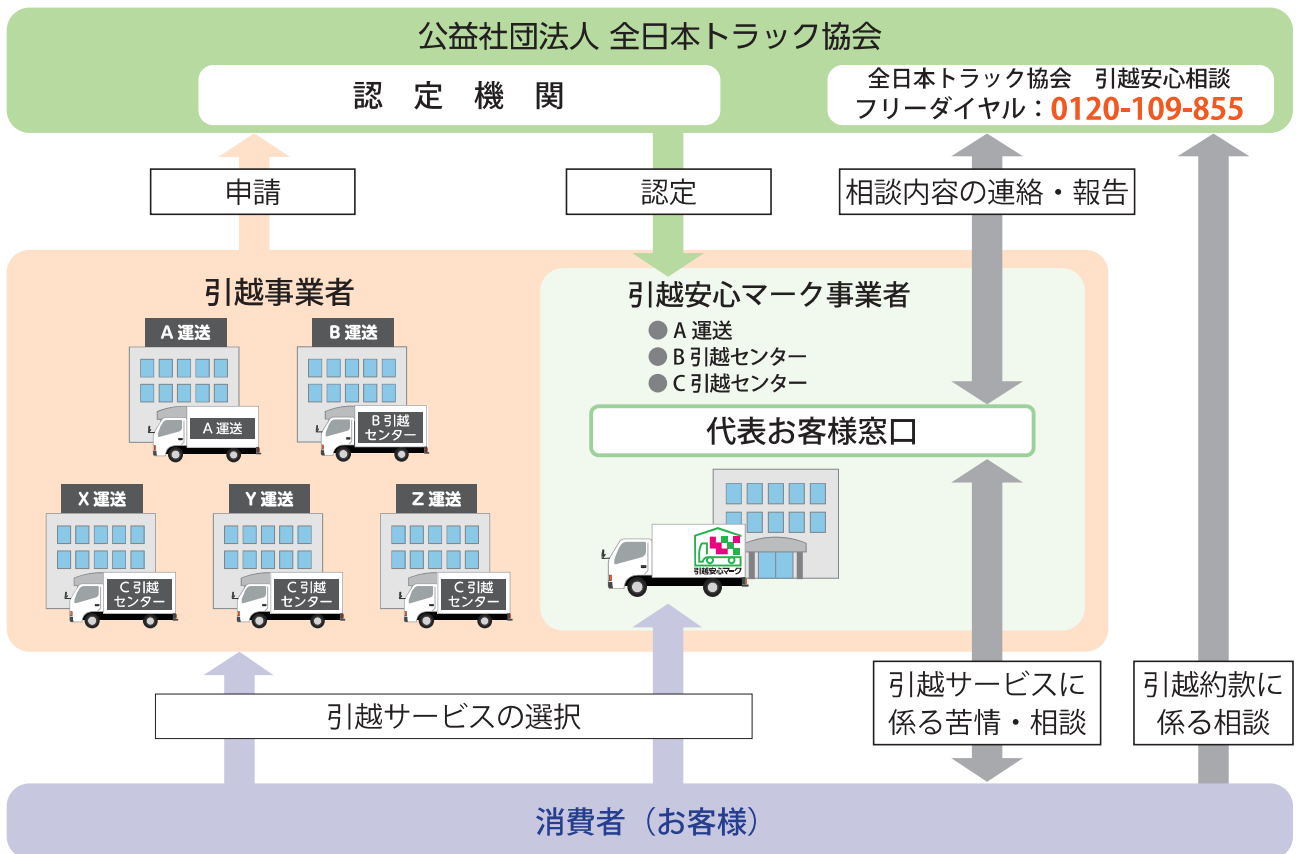 公益社団法人 全日本トラック協会
認定機関
全日本トラック協会　引越安心相談
フリーダイヤル：0120-109-855
申請
認定
相談内容の連絡・報告
引越事業者
A 運送
B 運送
A 運送
B 引越
センター
X 運送
Y 運送
Z 運送
C 引越
センター
C 引越
センター
C 引越
センター
引越安心マーク事業者
● A 運送
● B 引越センター
● C 引越センター
代表お客様窓口
引越安心マーク
引越サービスの選択
引越サービスに
係る苦情・相談
引越約款に
係る相談
消費者（お客様）